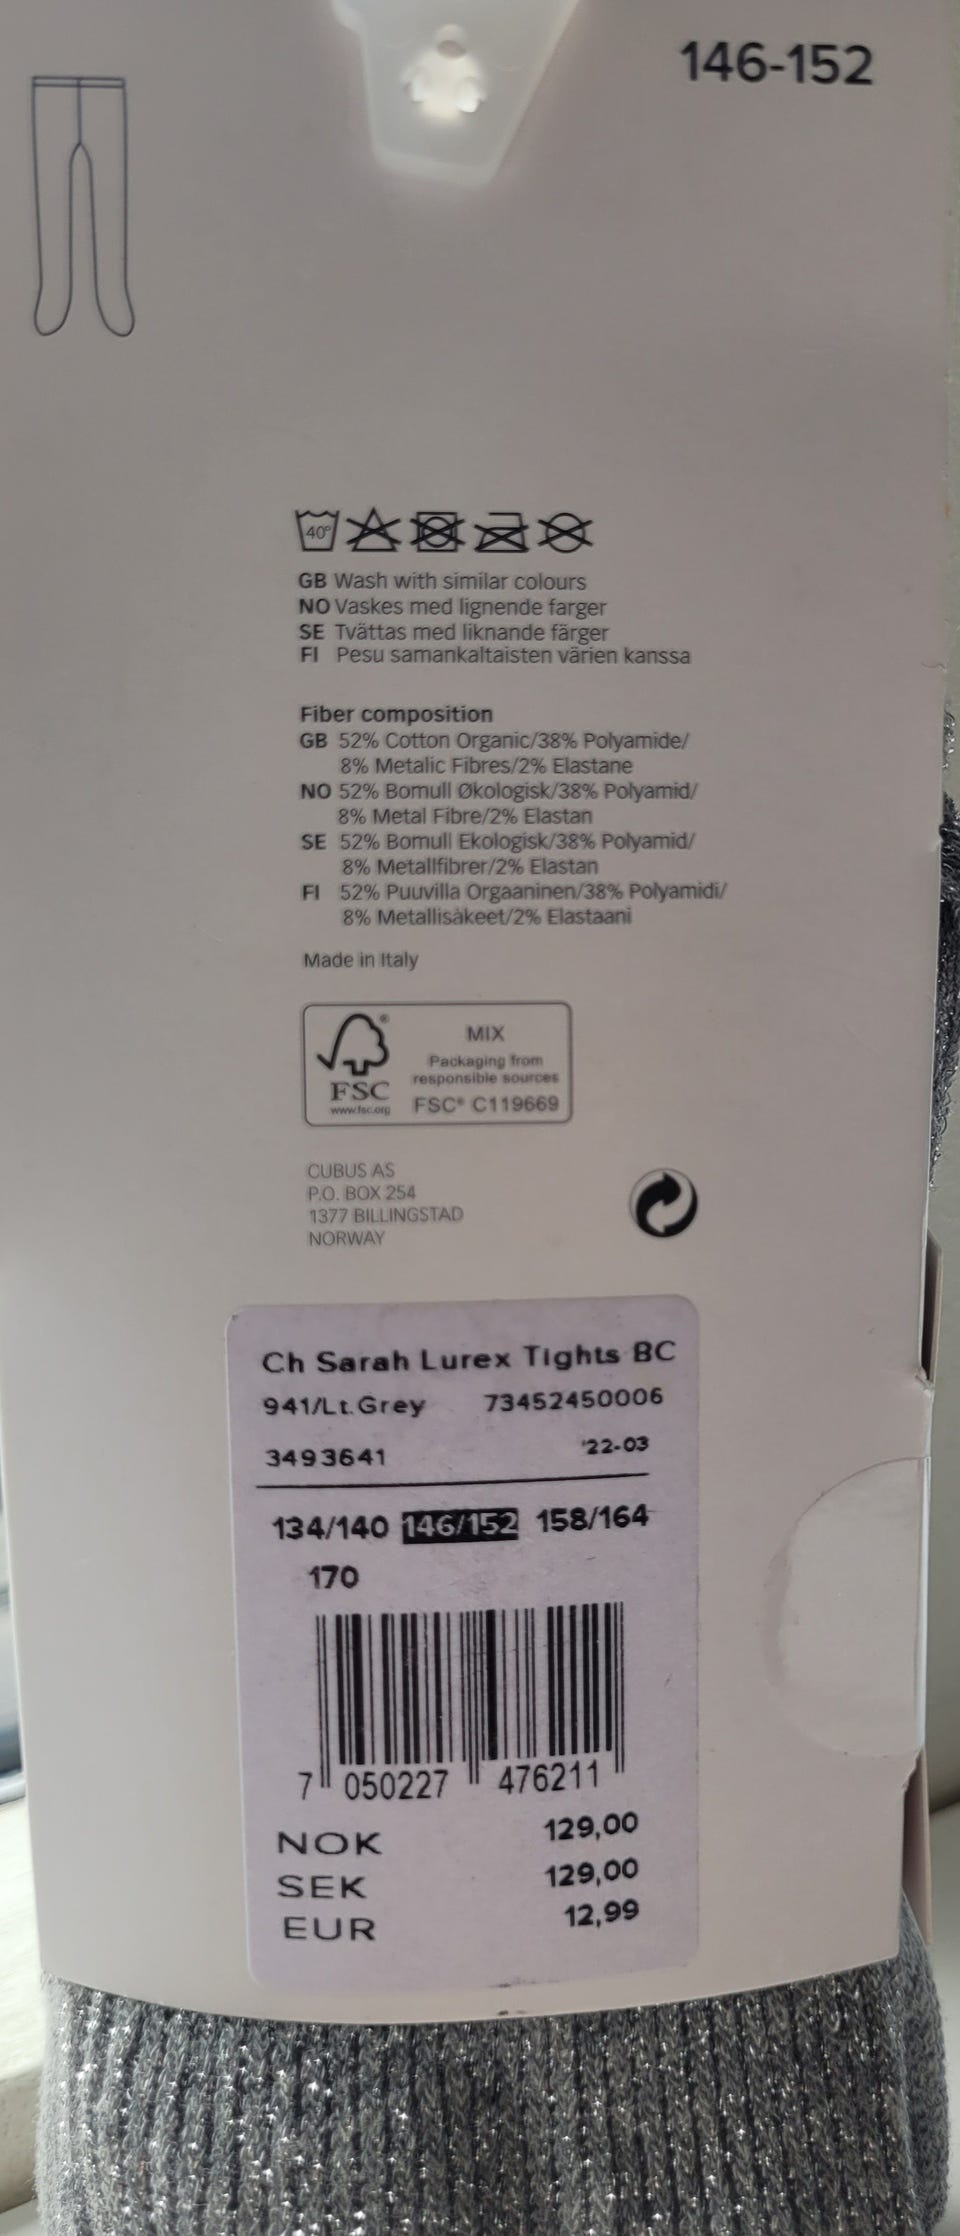 146-152
40°
GB Wash with similar colours
NO Vaskes med lignende farger
SE Tvättas med liknande färger
FI Pesu samankaltaisten värien kanssa
Fiber composition
GB 52% Cotton Organic/38% Polyamide/
8% Metalic Fibres/2% Elastane
NO 52% Bomull Økologisk/38% Polyamid/
8% Metal Fibre/2% Elastan
SE 52% Bomull Ekologisk/38% Polyamid/
8% Metallfibrer/2% Elastan
FI 52% Puuvilla Orgaaninen/38% Polyamidi/
8% Metallisäkeet/2% Elastaani
Made in Italy
FSC®
www.fsc.org
MIX
Packaging from
responsible sources
FSC® C119669
CUBUS AS
P.O. BOX 254
1377 BILLINGSTAD
NORWAY
Ch Sarah Lurex Tights BC
941/Lt.Grey 73452450006
3493641 '22-03
134/140 146/152 158/164
170
7 050227 476211
NOK 129,00
SEK 129,00
EUR 12,99